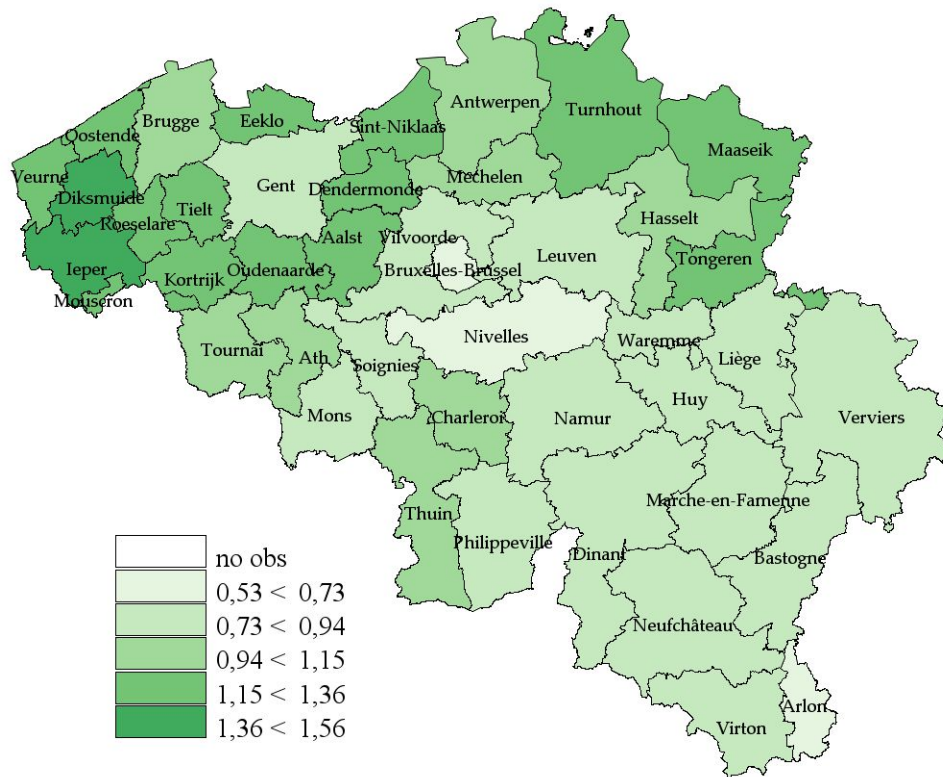 Antwerpen
Turnhout
Brugge
Eeklo
Sint-Niklaas
Oostende
Maaseik
Veurne
Mechelen
Gent
Dendermonde
Diksmuide
Tielt
Hasselt
Roeselare
Aalst
Vilvoorde
Leuven
Tongeren
Ieper
Kortrijk
Oudenaarde
Bruxelles-Brussel
Mouseron
Nivelles
Waremme
Tournai
Ath
Soignies
Liège
Huy
Mons
Charleroi
Namur
Verviers
Marche-en-Famenne
Thuin
Philippeville
Dinant
Bastogne
Neufchâteau
Arlon
Virton
no obs
0,53 < 0,73
0,73 < 0,94
0,94 < 1,15
1,15 < 1,36
1,36 < 1,56